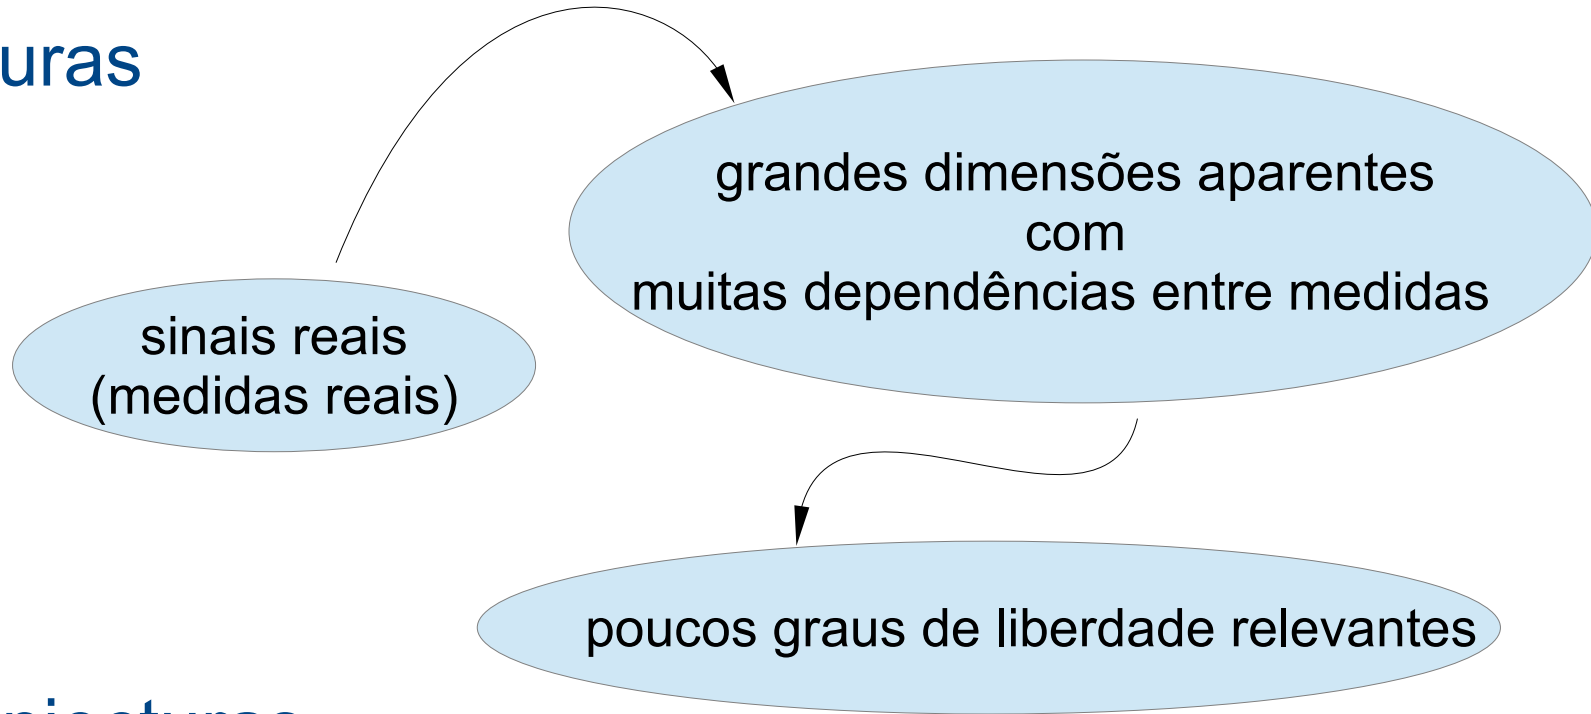 uras
grandes dimensões aparentes
com
muitas dependências entre medidas
sinais reais
(medidas reais)
poucos graus de liberdade relevantes